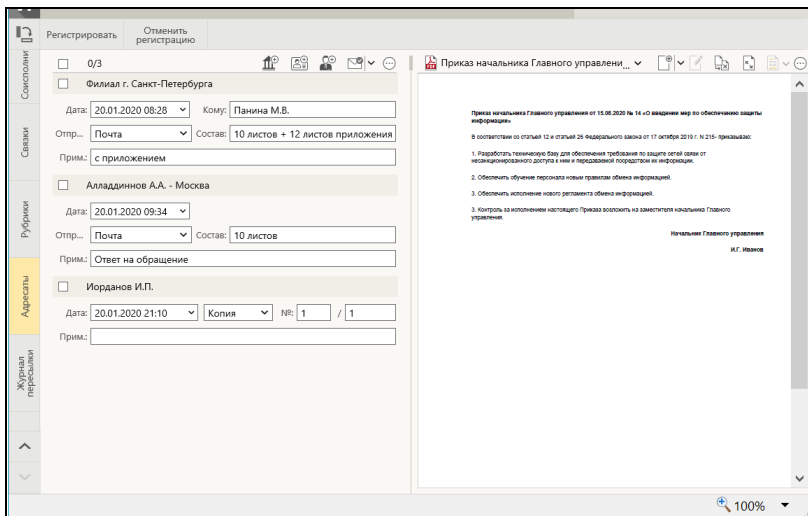 Регистрировать
Отменить
регистрацию
Соисполни
Связки
Рубрики
Адресаты
Журнал
пересылки
0/3
Филиал г. Санкт-Петербурга
Дата: 20.01.2020 08:28 Кому: Панина М.В.
Отпр... Почта Состав: 10 листов + 12 листов приложения
Прим.: с приложением
Алладдиннов А.А. - Москва
Дата: 20.01.2020 09:34
Отпр... Почта Состав: 10 листов
Прим.: Ответ на обращение
Иорданов И.П.
Дата: 20.01.2020 21:10 Копия №: 1 / 1
Прим.:
Приказ начальника Главного управлени...
Приказ начальника Главного управления от 15.08.2020 № 14 «О введении мер по обеспечению защиты
информации»
В соответствии со статьей 12 и статьей 26 Федерального закона от 17 октября 2019 г. N 215- приказываю:
1. Разработать техническую базу для обеспечения требования по защите сетей связи от
несанкционированного доступа к ним и передаваемой посредством их информации.
2. Обеспечить обучение персонала новым правилам обмена информацией.
3. Обеспечить исполнение нового регламента обмена информацией.
3. Контроль за исполнением настоящего Приказа возложить на заместителя начальника Главного
управления.
Начальник Главного управления
И.Г. Иванов
100%